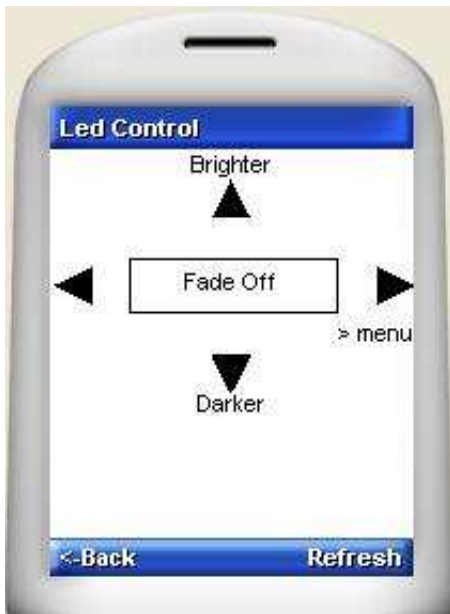 Led Control
Brighter
Fade Off
> menu
Darker
<-Back Refresh